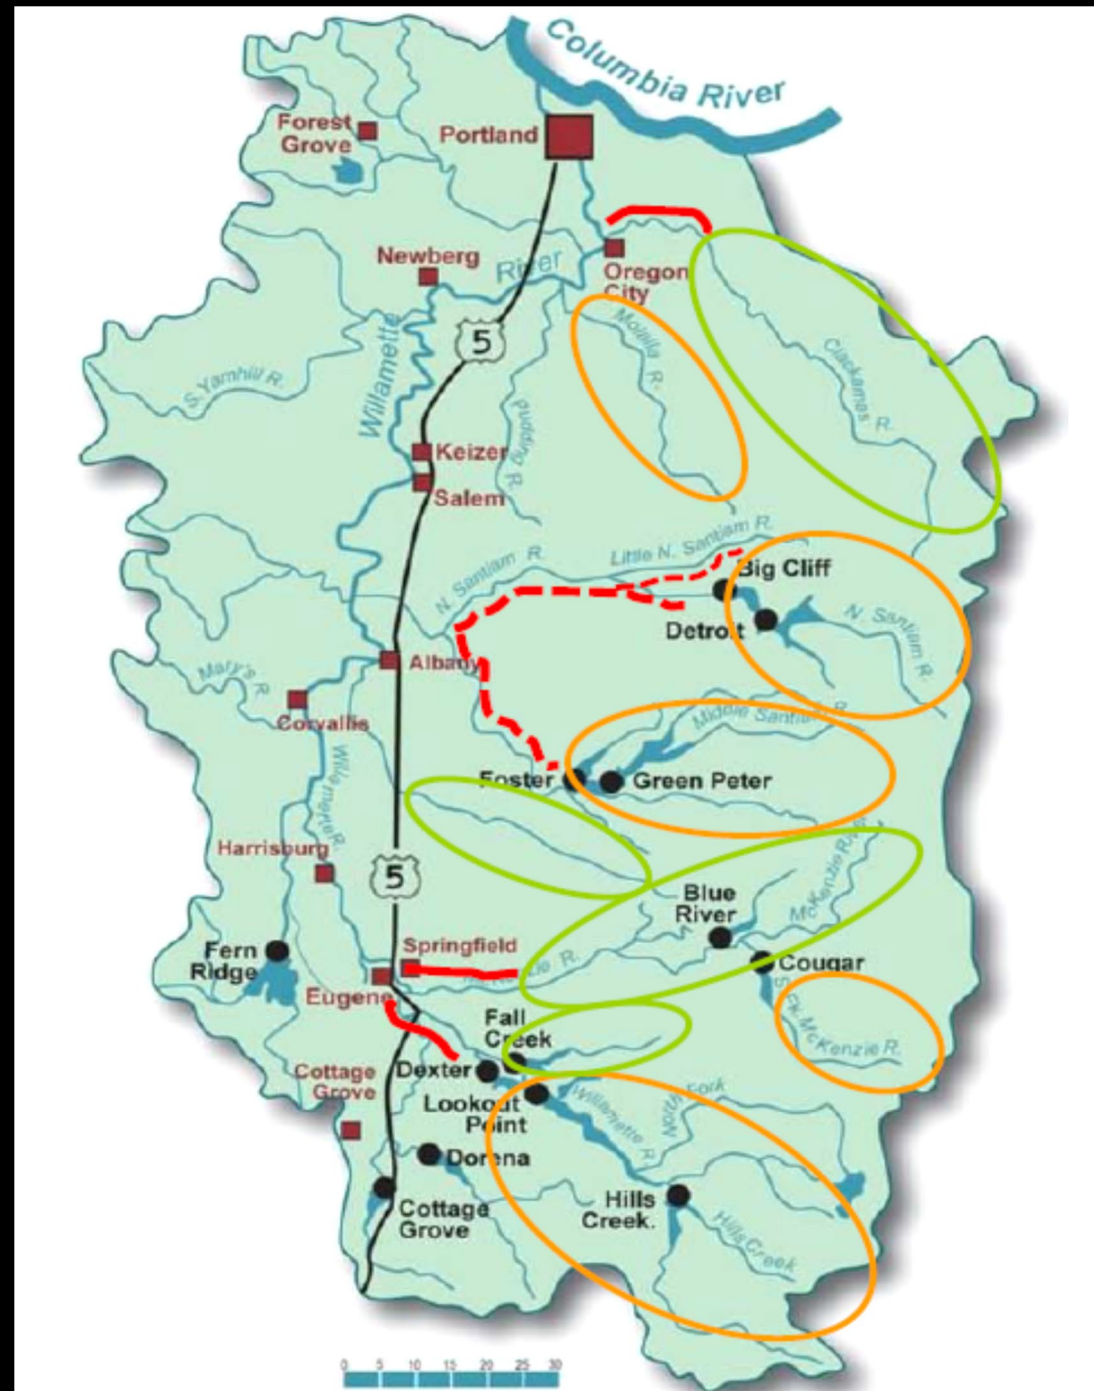 Columbia River
Forest
Grove
Portland
Newberg
River
Oregon
City
Willamette
5
Molalla R.
Clackamas R.
S. Yamhill R.
Pudding R.
Keizer
Salem
Little N. Santiam R.
N. Santiam R.
Big Cliff
Detroit
N. Santiam R.
Albany
Mary's R.
Corvallis
Middle Santiam R.
Willamette R.
Foster
Green Peter
Harrisburg
5
McKenzie River
Blue
River
Fern
Ridge
Springfield
Cougar
Eugene
S. Fk. McKenzie R.
Fall
Creek
Cottage
Grove
Dexter
Lookout
Point
Willamette R.
North Fork
Dorena
Hills
Creek.
Cottage
Grove
Hills Creek
0 5 10 15 20 25 30